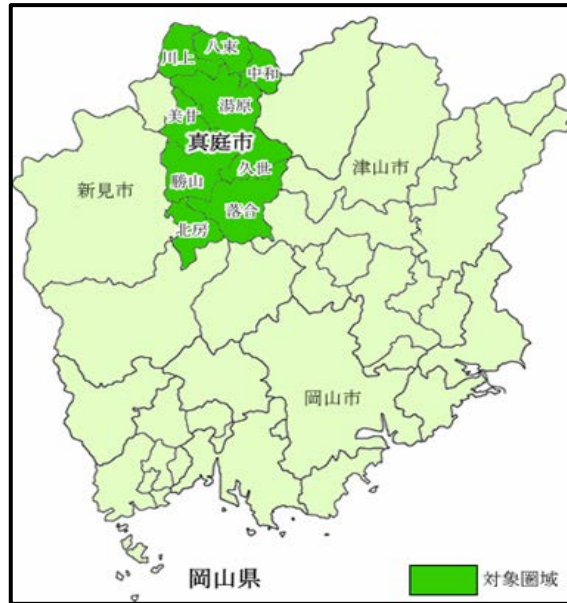 八束
川上
中和
湯原
美甘
真庭市
久世
津山市
勝山
新見市
落合
北房
岡山市
岡山県
対象圏域